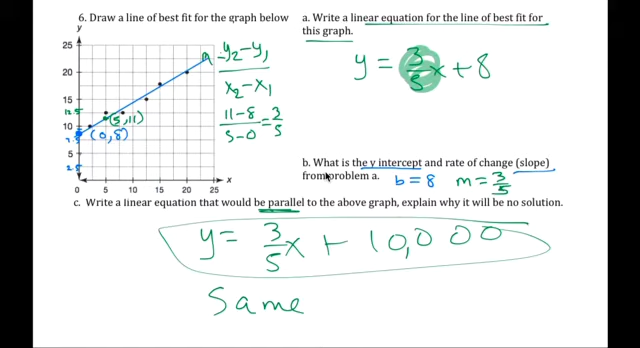 6. Draw a line of best fit for the graph below
y
25
20
15
12.5
10
7.5
5
2.5
0
0 5 10 15 20 25 x
(5,11)
(0,8)
y₂-y₁
x₂-x₁
11-8 = 3
5-0 5
a. Write a linear equation for the line of best fit for
this graph.
y = 3/5 x + 8
b. What is the y intercept and rate of change (slope)
from problem a.
b = 8 m = 3/5
c. Write a linear equation that would be parallel to the above graph, explain why it will be no solution.
y = 3/5 x + 10,000
Same